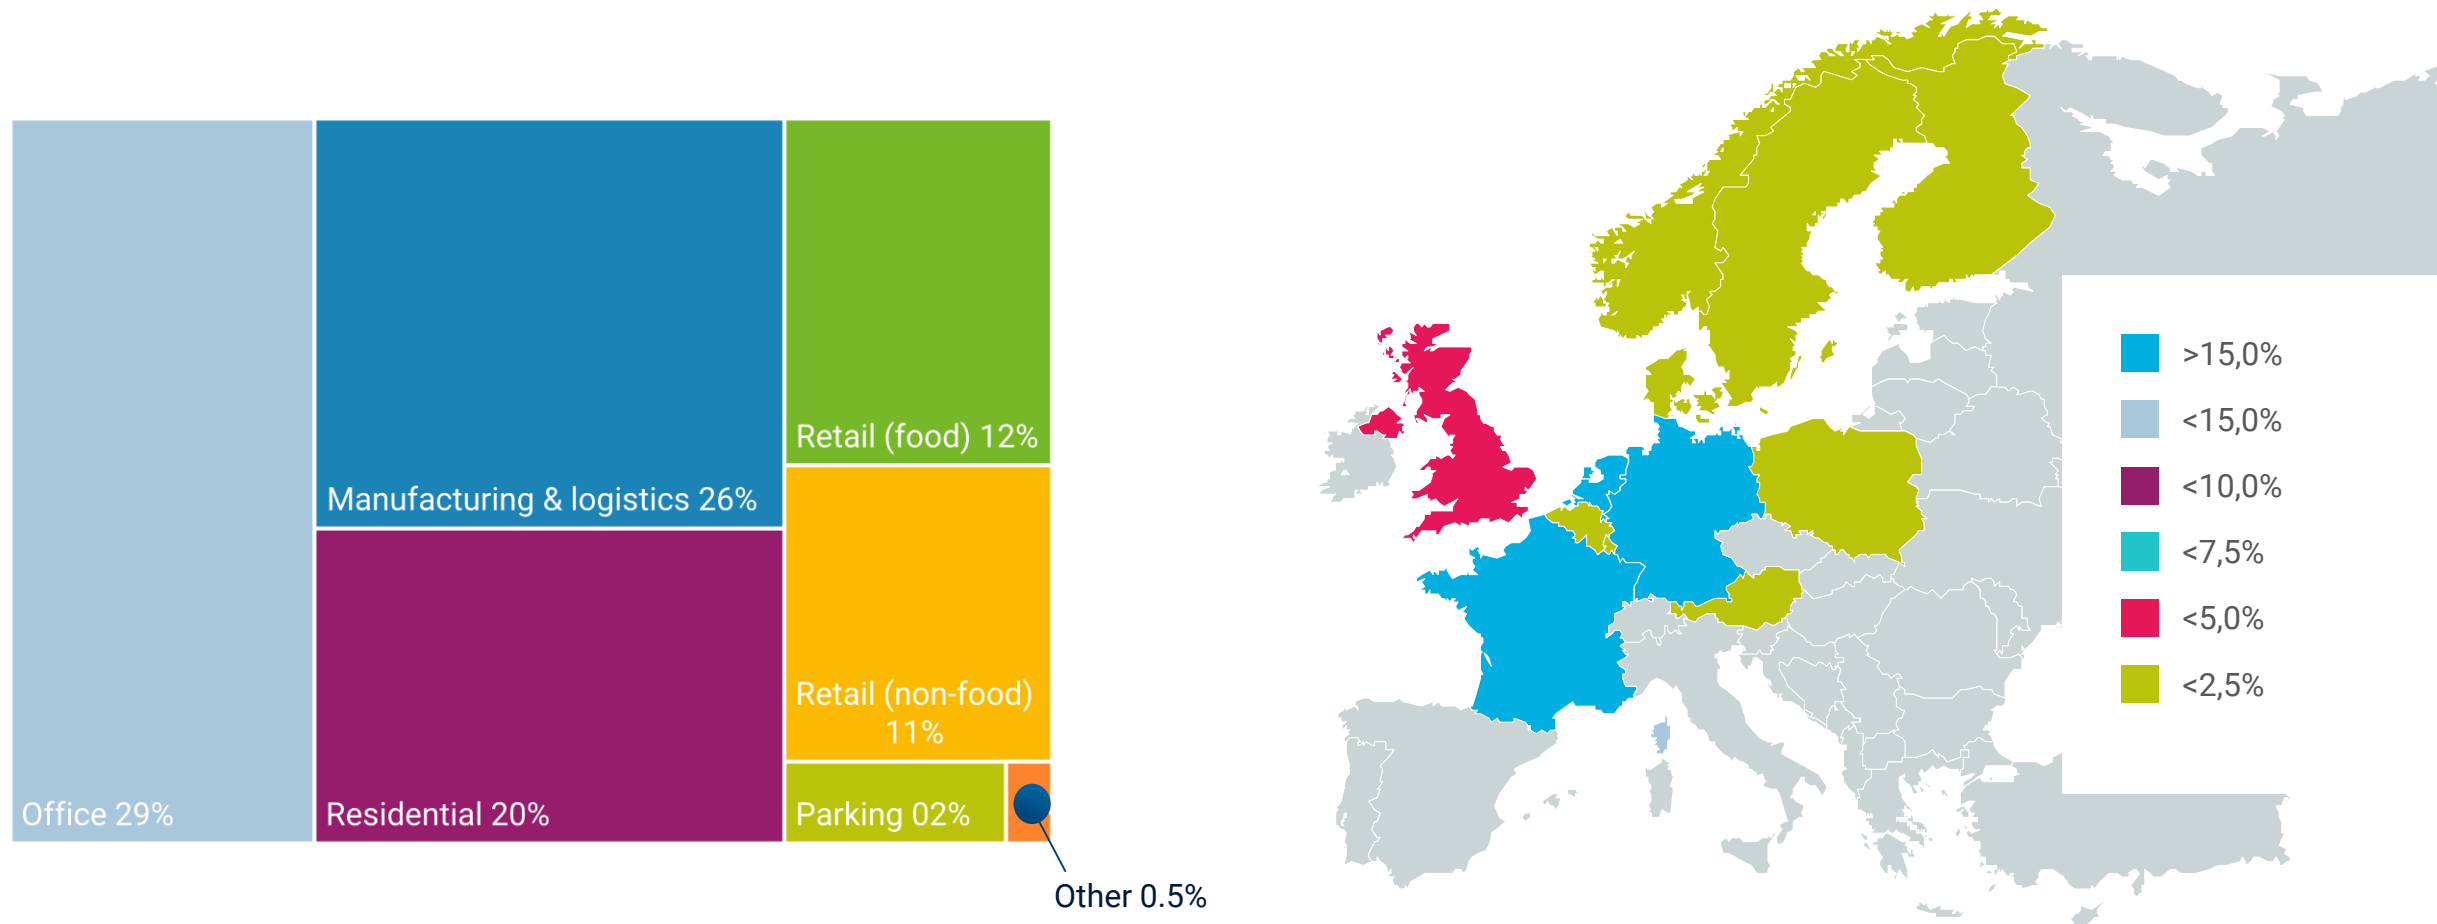 Office 29%
Manufacturing & logistics 26%
Residential 20%
Retail (food) 12%
Retail (non-food)
11%
Parking 02%
Other 0.5%
>15,0%
<15,0%
<10,0%
<7,5%
<5,0%
<2,5%